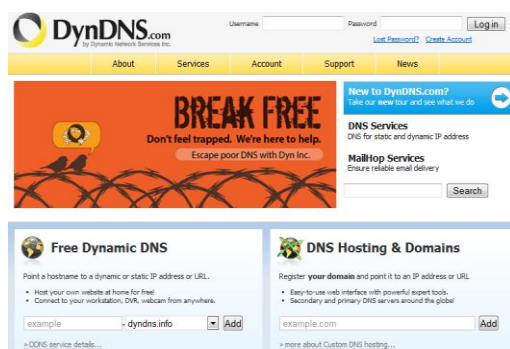 DynDNS.com
by Dynamic Network Services Inc.
Username
Password
Log in
Lost Password? Create Account
About Services Account Support News
BREAK FREE
Don't feel trapped. We're here to help.
Escape poor DNS with Dyn Inc.
New to DynDNS.com?
Take our new tour and see what we do
DNS Services
DNS for static and dynamic IP address
MailHop Services
Ensure reliable email delivery
Search
Free Dynamic DNS
Point a hostname to a dynamic or static IP address or URL.
• Host your own website at home for free!
• Connect to your workstation, DVR, webcam from anywhere.
example - dyndns.info Add
» DDNS service details...
DNS Hosting & Domains
Register your domain and point it to an IP address or URL
• Easy-to-use web interface with powerful expert tools.
• Secondary and primary DNS servers around the globe!
example.com Add
» more about Custom DNS hosting...